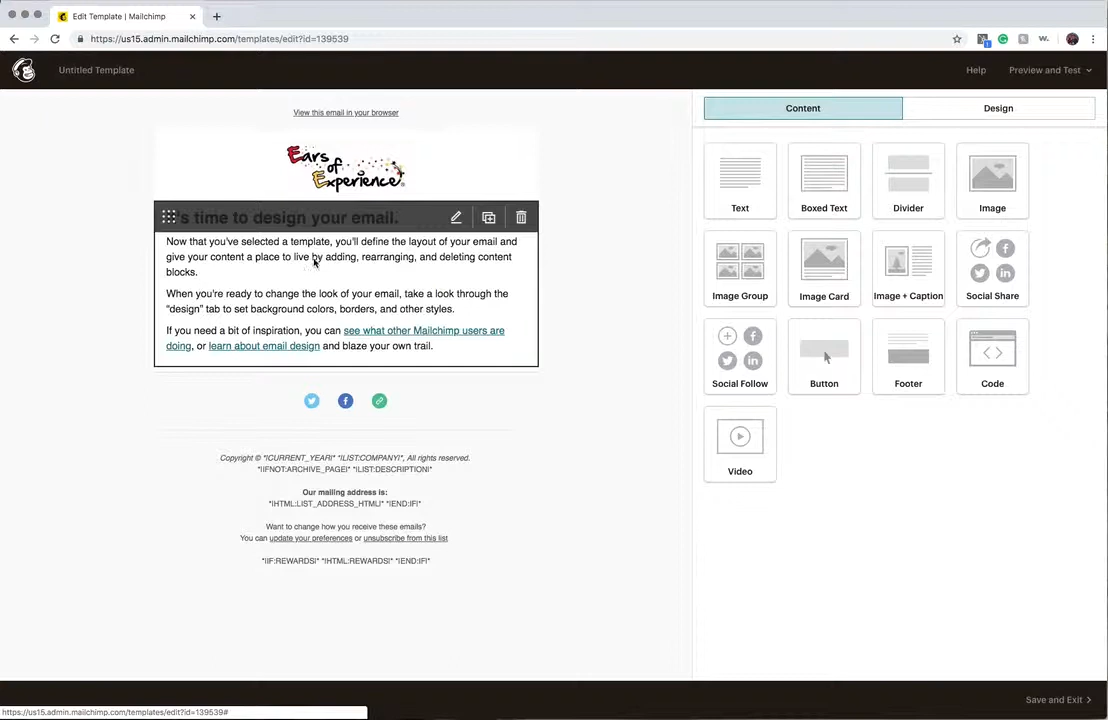 Edit Template | Mailchimp
https://us15.admin.mailchimp.com/templates/edit?id=139539
Untitled Template
Help
Preview and Test
View this email in your browser
Content
Design
Ears
of
Experience
's time to design your email.
Now that you've selected a template, you'll define the layout of your email and
give your content a place to live by adding, rearranging, and deleting content
blocks.
When you're ready to change the look of your email, take a look through the
“design” tab to set background colors, borders, and other styles.
If you need a bit of inspiration, you can see what other Mailchimp users are
doing, or learn about email design and blaze your own trail.
Copyright © *|CURRENT_YEAR|* *|LIST:COMPANY|*, All rights reserved.
*|IFNOT:ARCHIVE_PAGE|* *|LIST:DESCRIPTION|*
Our mailing address is:
*|HTML:LIST_ADDRESS_HTML|* *|END:IF|*
Want to change how you receive these emails?
You can update your preferences or unsubscribe from this list
*|IF:REWARDS|* *|HTML:REWARDS|* *|END:IF|*
Text
Boxed Text
Divider
Image
Image Group
Image Card
Image + Caption
Social Share
Social Follow
Button
Footer
Code
Video
Save and Exit
https://us15.admin.mailchimp.com/templates/edit?id=139539#